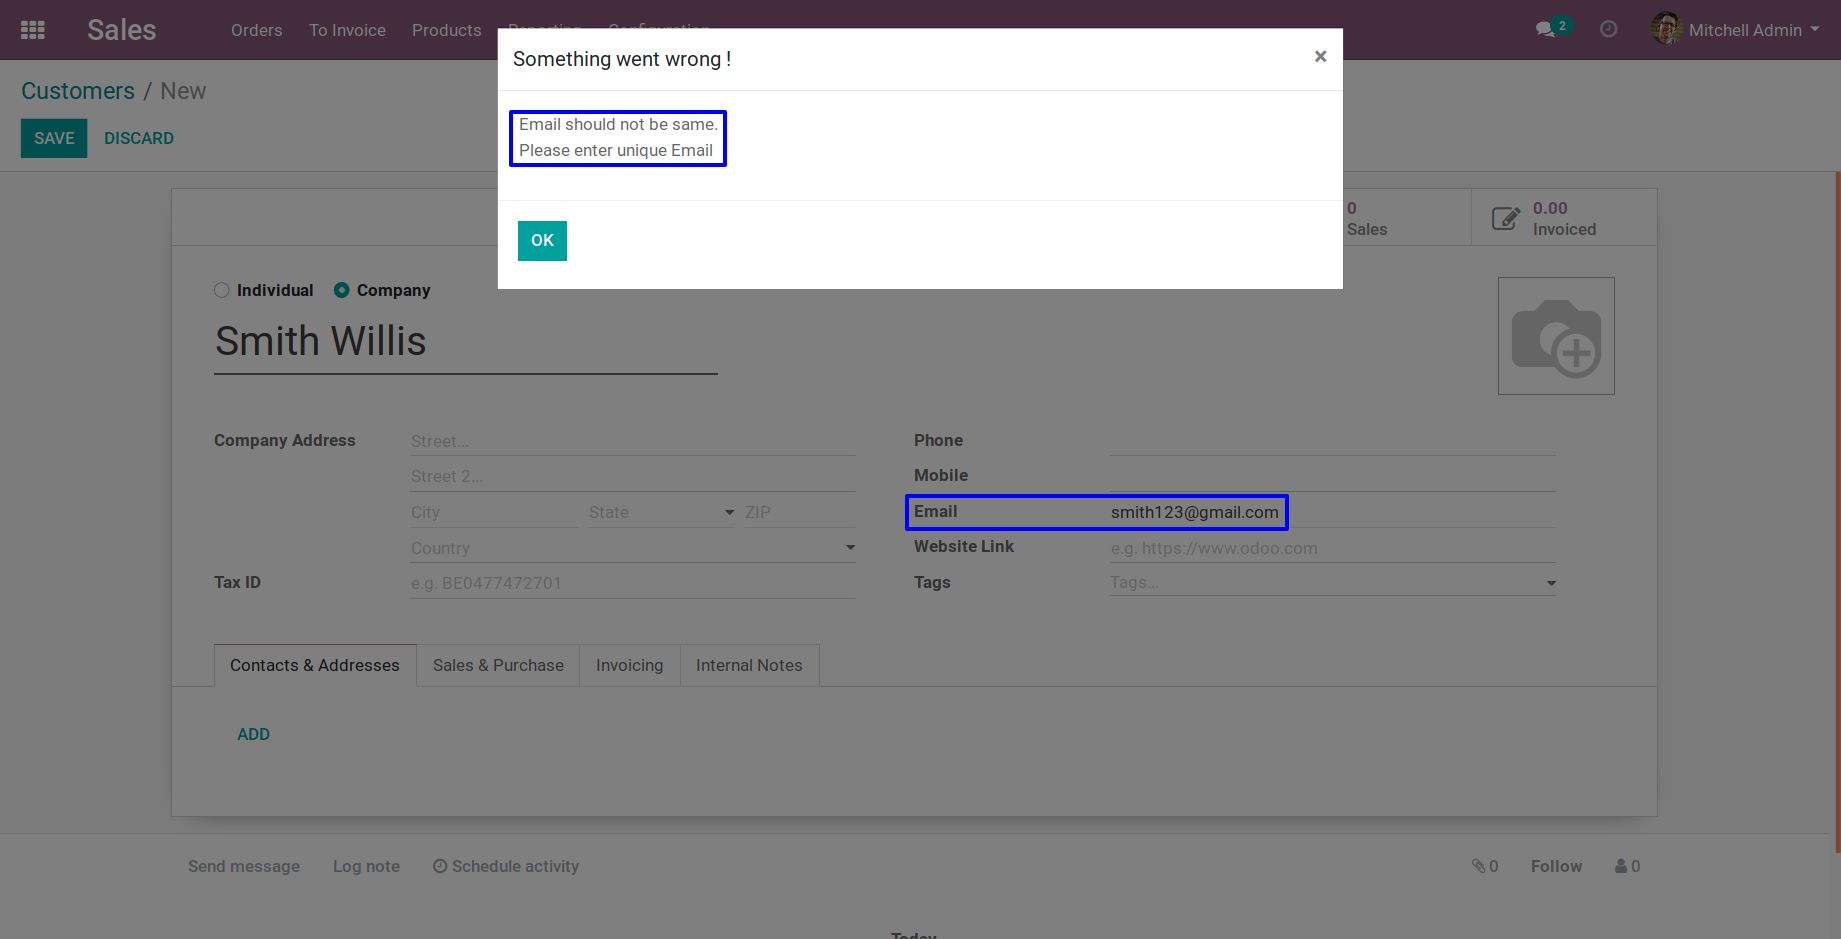 Sales Orders To Invoice Products Reporting Configuration 2 Mitchell Admin
Something went wrong ! ×
Customers / New
Email should not be same.
Please enter unique Email
SAVE DISCARD
0 Sales
0.00 Invoiced
OK
Individual Company
Smith Willis
Company Address Street...
Street 2...
City State ZIP
Country
Tax ID e.g. BE0477472701
Phone
Mobile
Email smith123@gmail.com
Website Link e.g. https://www.odoo.com
Tags Tags...
Contacts & Addresses Sales & Purchase Invoicing Internal Notes
ADD
Send message Log note Schedule activity 0 Follow 0
Today